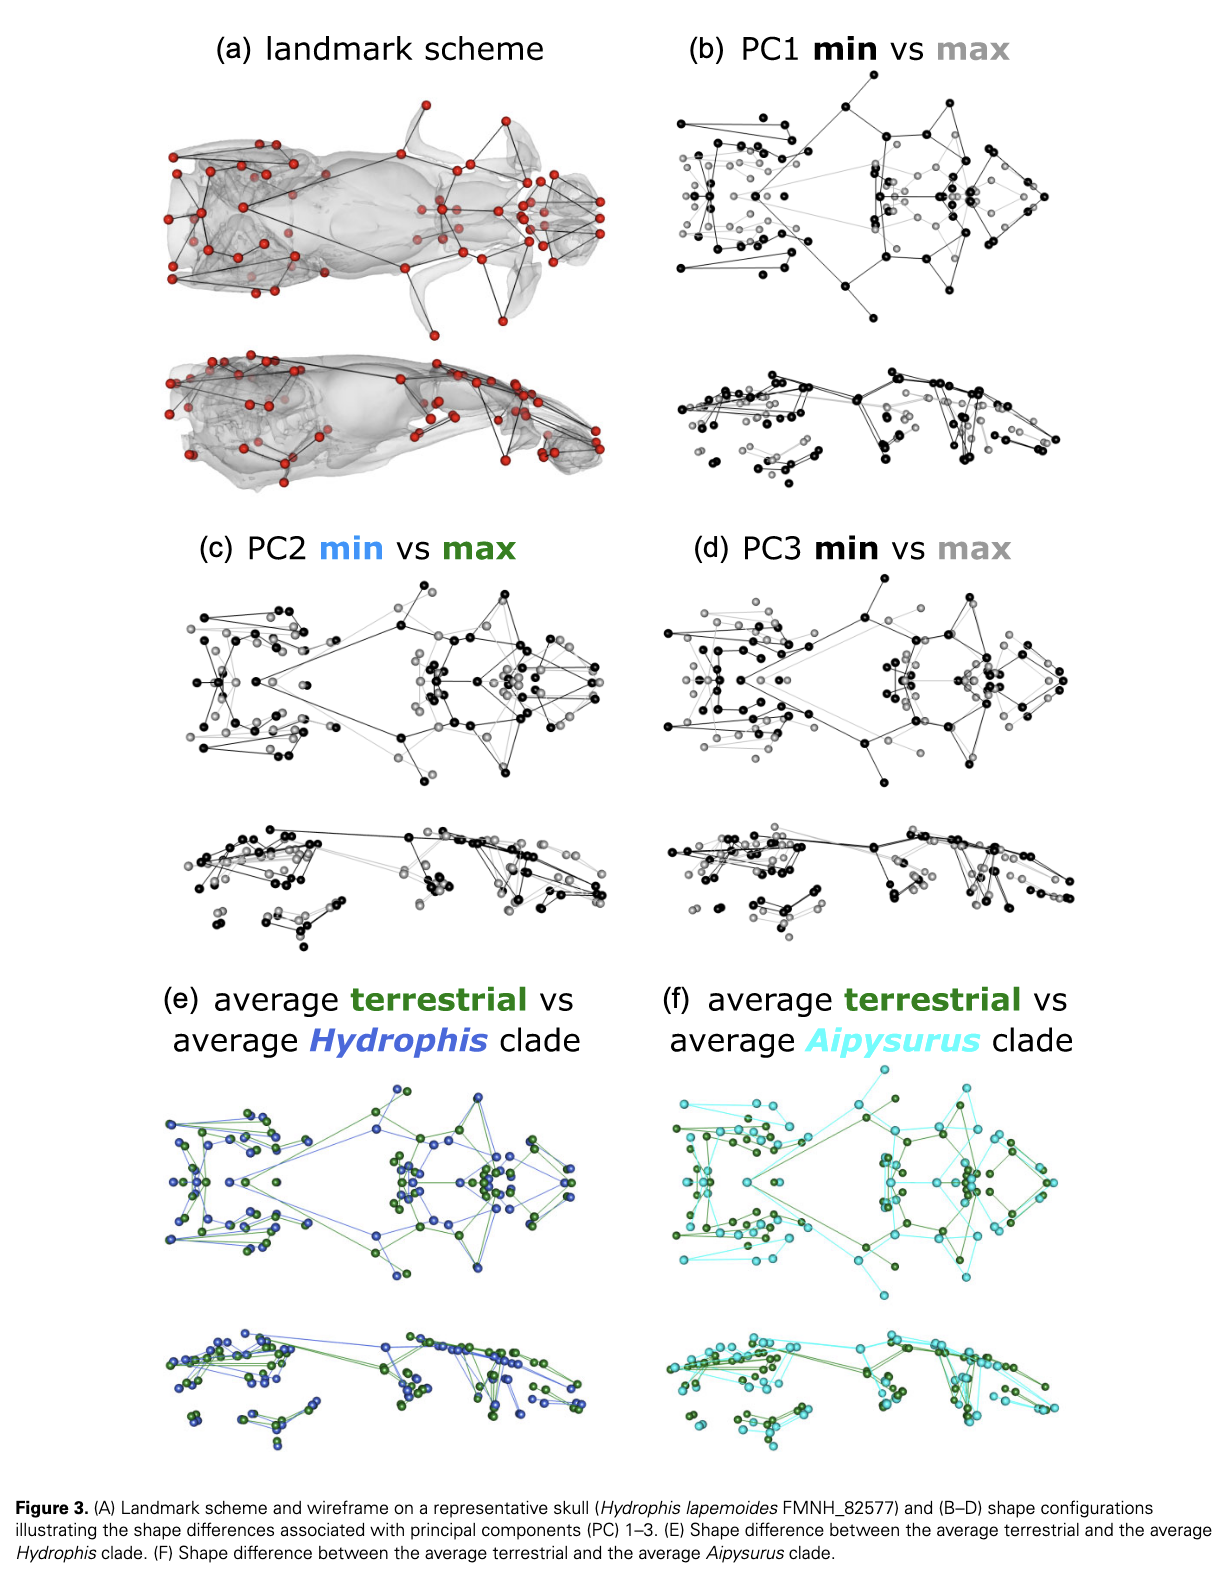 (a) landmark scheme
(b) PC1 min vs max
(c) PC2 min vs max
(d) PC3 min vs max
(e) average terrestrial vs
average Hydrophis clade
(f) average terrestrial vs
average Aipysurus clade
Figure 3. (A) Landmark scheme and wireframe on a representative skull (Hydrophis lapemoides FMNH_82577) and (B–D) shape configurations
illustrating the shape differences associated with principal components (PC) 1–3. (E) Shape difference between the average terrestrial and the average
Hydrophis clade. (F) Shape difference between the average terrestrial and the average Aipysurus clade.